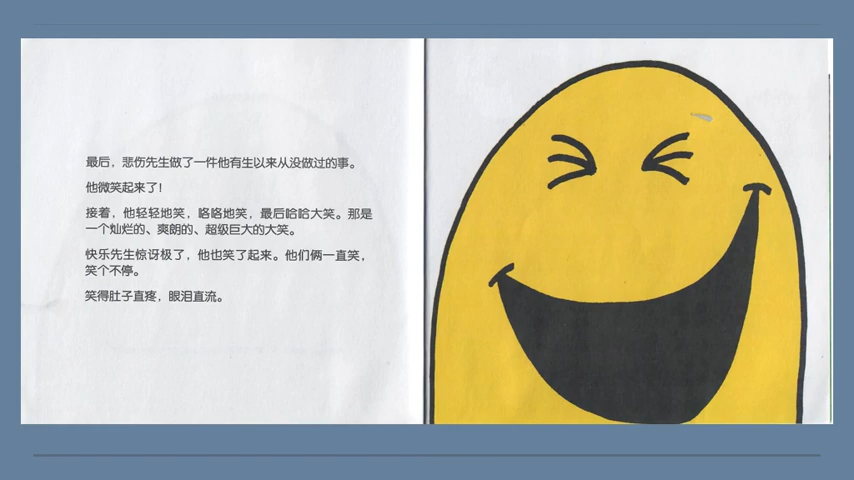 最后，悲伤先生做了一件他有生以来从没做过的事。
他微笑起来了！
接着，他轻轻地笑，咯咯地笑，最后哈哈大笑。那是
一个灿烂的、爽朗的、超级巨大的大笑。
快乐先生惊讶极了，他也笑了起来。他们俩一直笑，
笑个不停。
笑得肚子直疼，眼泪直流。